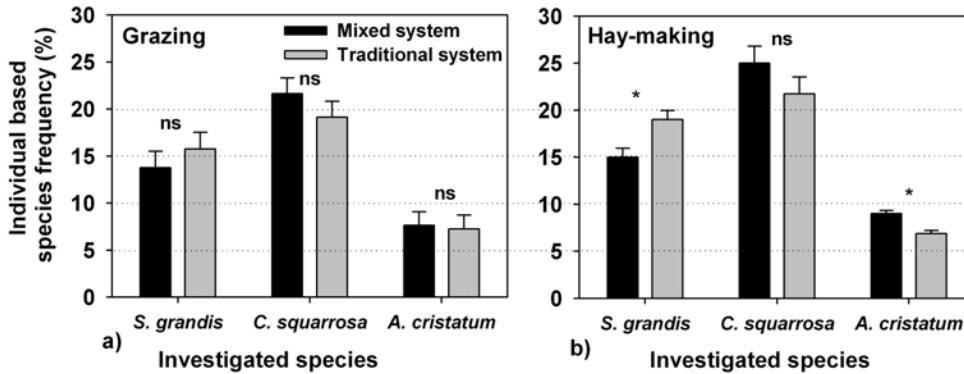 Individual based
species frequency (%)
30
25
20
15
10
5
0
Grazing
Mixed system
Traditional system
ns
ns
ns
S. grandis
C. squarrosa
A. cristatum
a)
Investigated species
30
25
20
15
10
5
0
Hay-making
*
ns
*
S. grandis
C. squarrosa
A. cristatum
b)
Investigated species